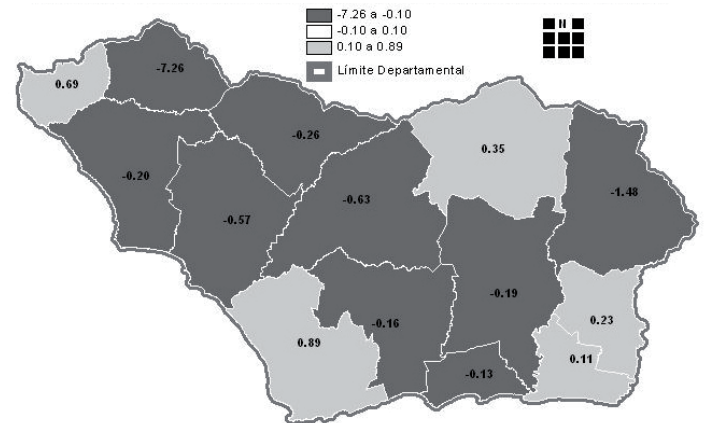 -7.26 a -0.10
-0.10 a 0.10
0.10 a 0.89
Límite Departamental
N
0.69
-7.26
-0.26
0.35
-0.20
-0.63
-1.48
-0.57
-0.19
0.23
-0.16
0.89
0.11
-0.13